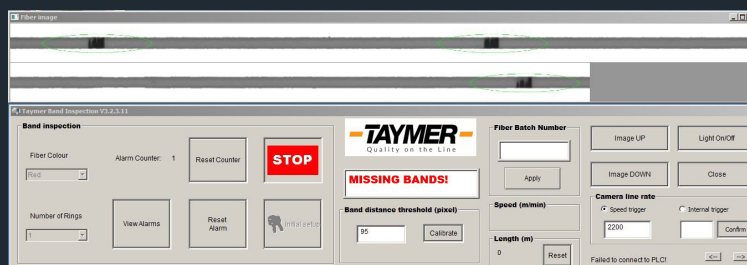 Fiber image
Taymer Band Inspection V3.2.3.11
Band inspection
Fiber Colour
Red
Alarm Counter: 1
Reset Counter
STOP
Number of Rings
1
View Alarms
Reset Alarm
Initial setup
TAYMER
Quality on the Line
MISSING BANDS!
Band distance threshold (pixel)
95
Calibrate
Fiber Batch Number
Apply
Speed (m/min)
Length (m)
0
Reset
Image UP
Light On/Off
Image DOWN
Close
Camera line rate
Speed trigger
Internal trigger
2200
Confirm
Failed to connect to PLC!
<--
-->